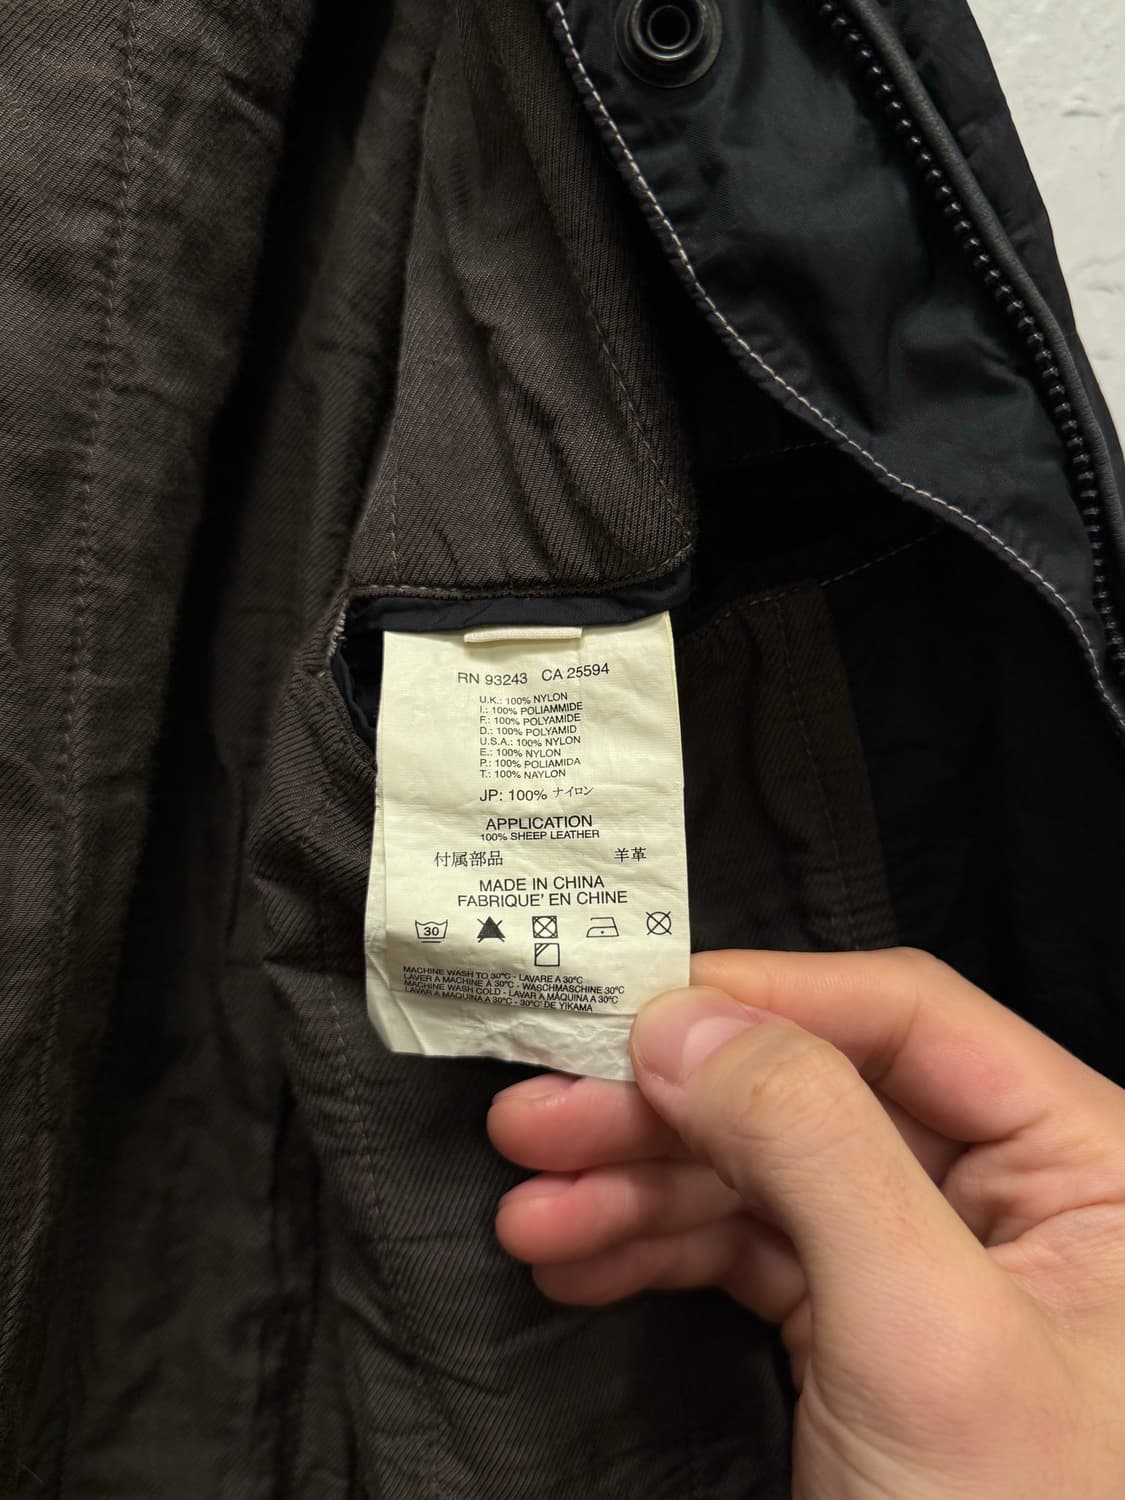 RN 93243 CA 25594
U.K.: 100% NYLON
I.: 100% POLIAMMIDE
F.: 100% POLYAMIDE
D.: 100% POLYAMID
U.S.A.: 100% NYLON
E.: 100% NYLON
P.: 100% POLIAMIDA
T.: 100% NAYLON
JP: 100% ナイロン
APPLICATION
100% SHEEP LEATHER
付属部品 羊革
MADE IN CHINA
FABRIQUE' EN CHINE
30
MACHINE WASH TO 30°C - LAVARE A 30°C
LAVER A MACHINE A 30°C - WASCHMASCHINE 30°C
MACHINE WASH COLD - LAVAR A MÁQUINA A 30°C
LAVAR A MAQUINA A 30°C - 30°C' DE YIKAMA